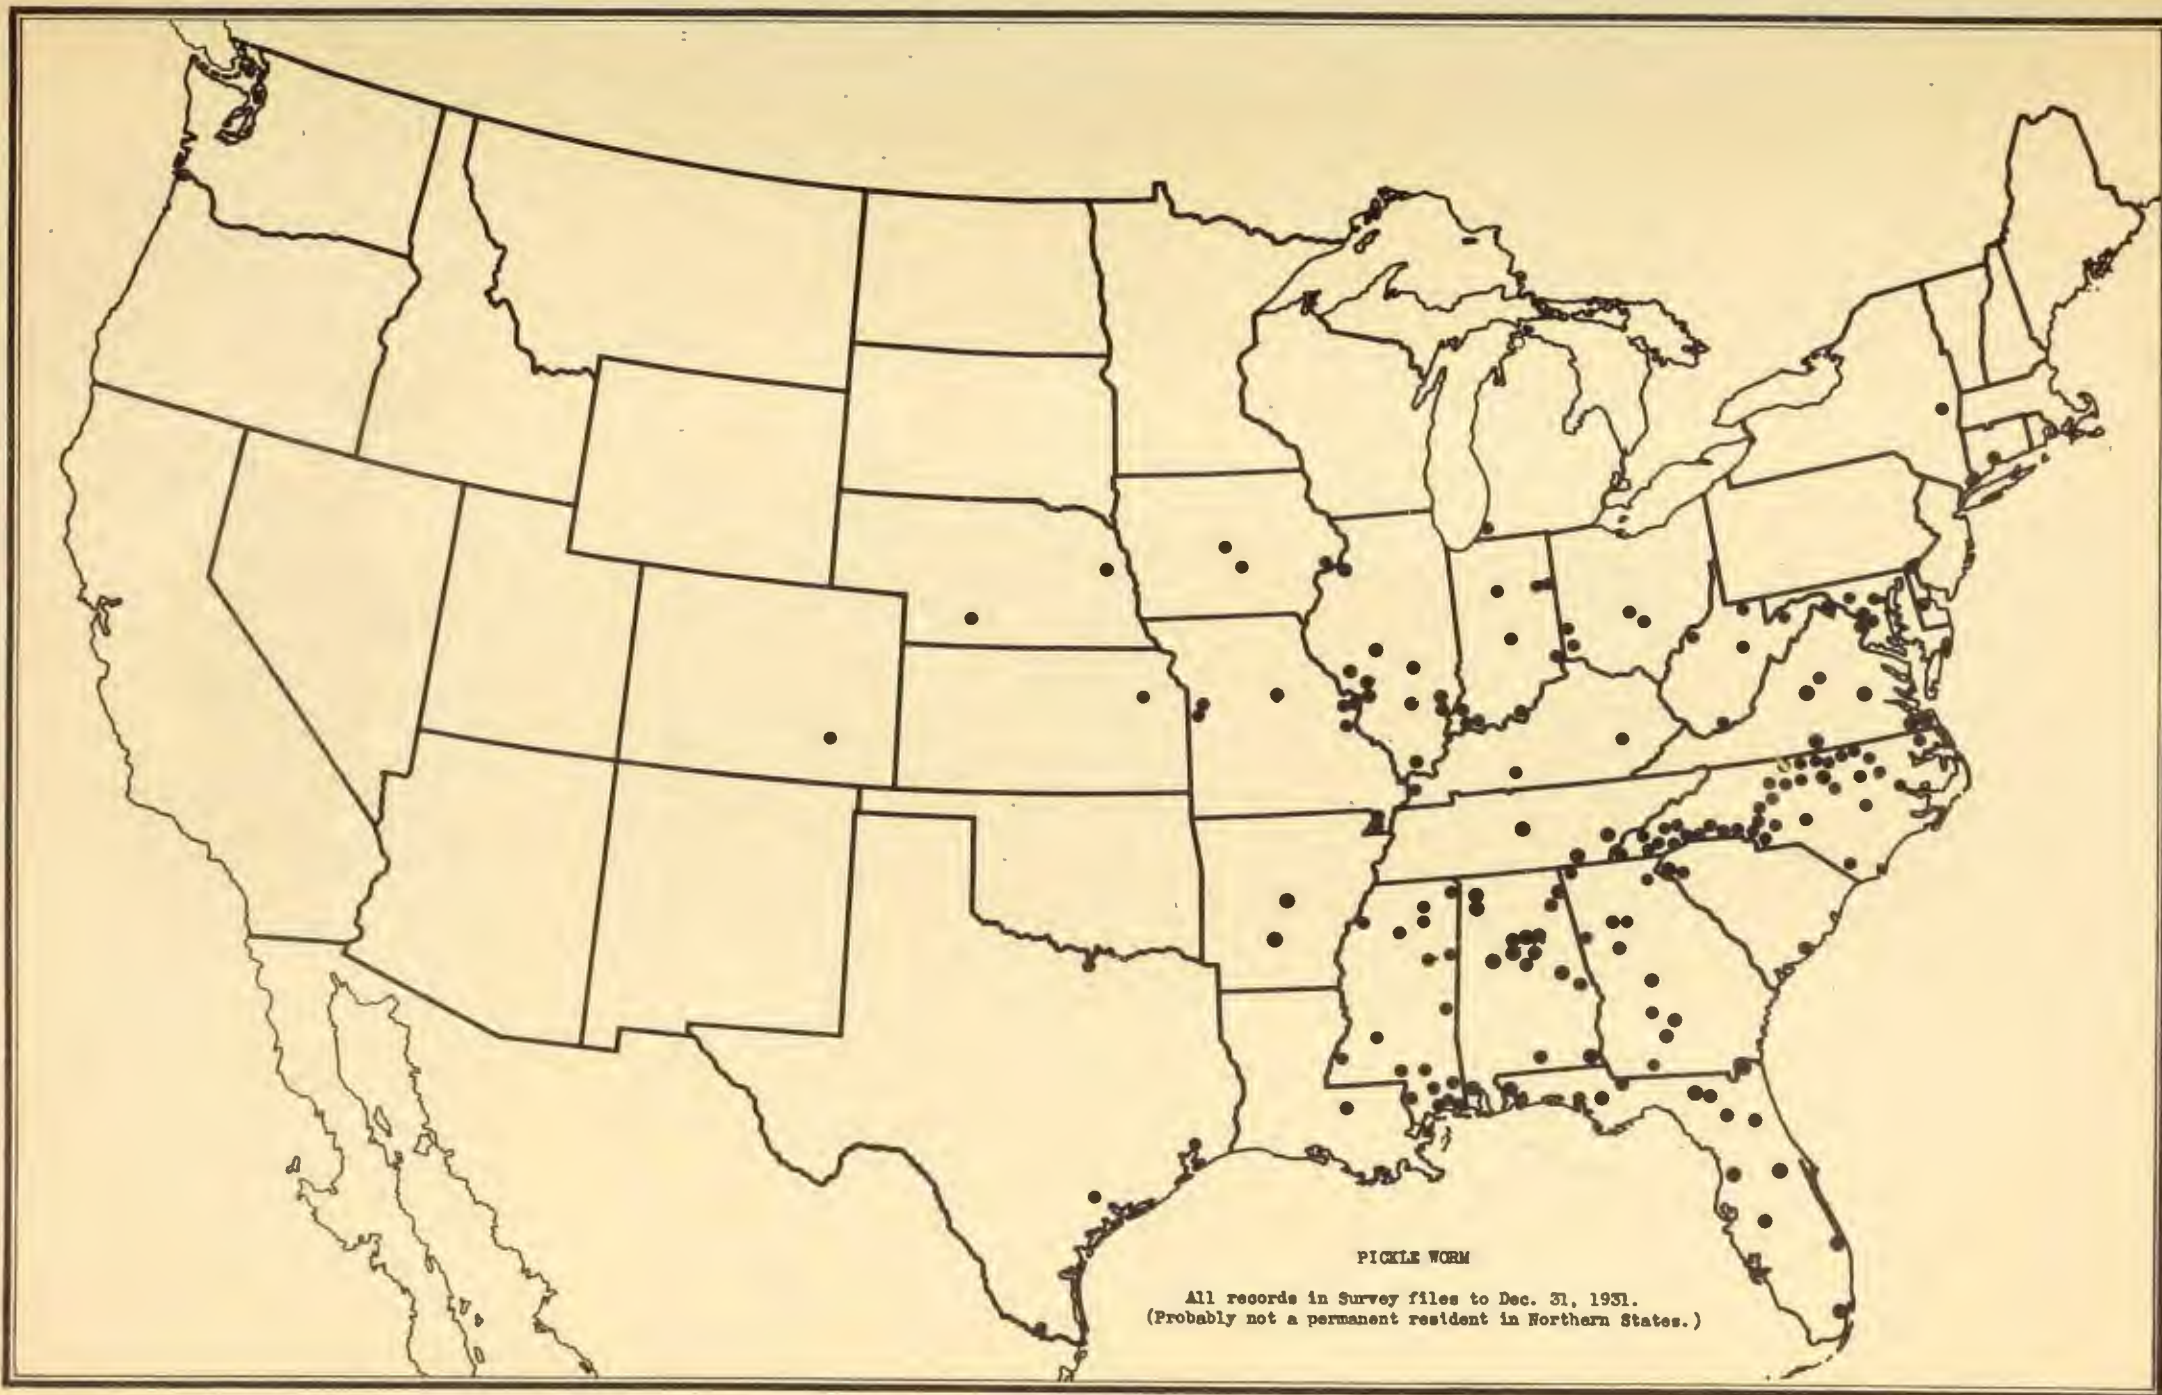 PICKLE WORM
All records in Survey files to Dec. 31, 1931.
(Probably not a permanent resident in Northern States.)